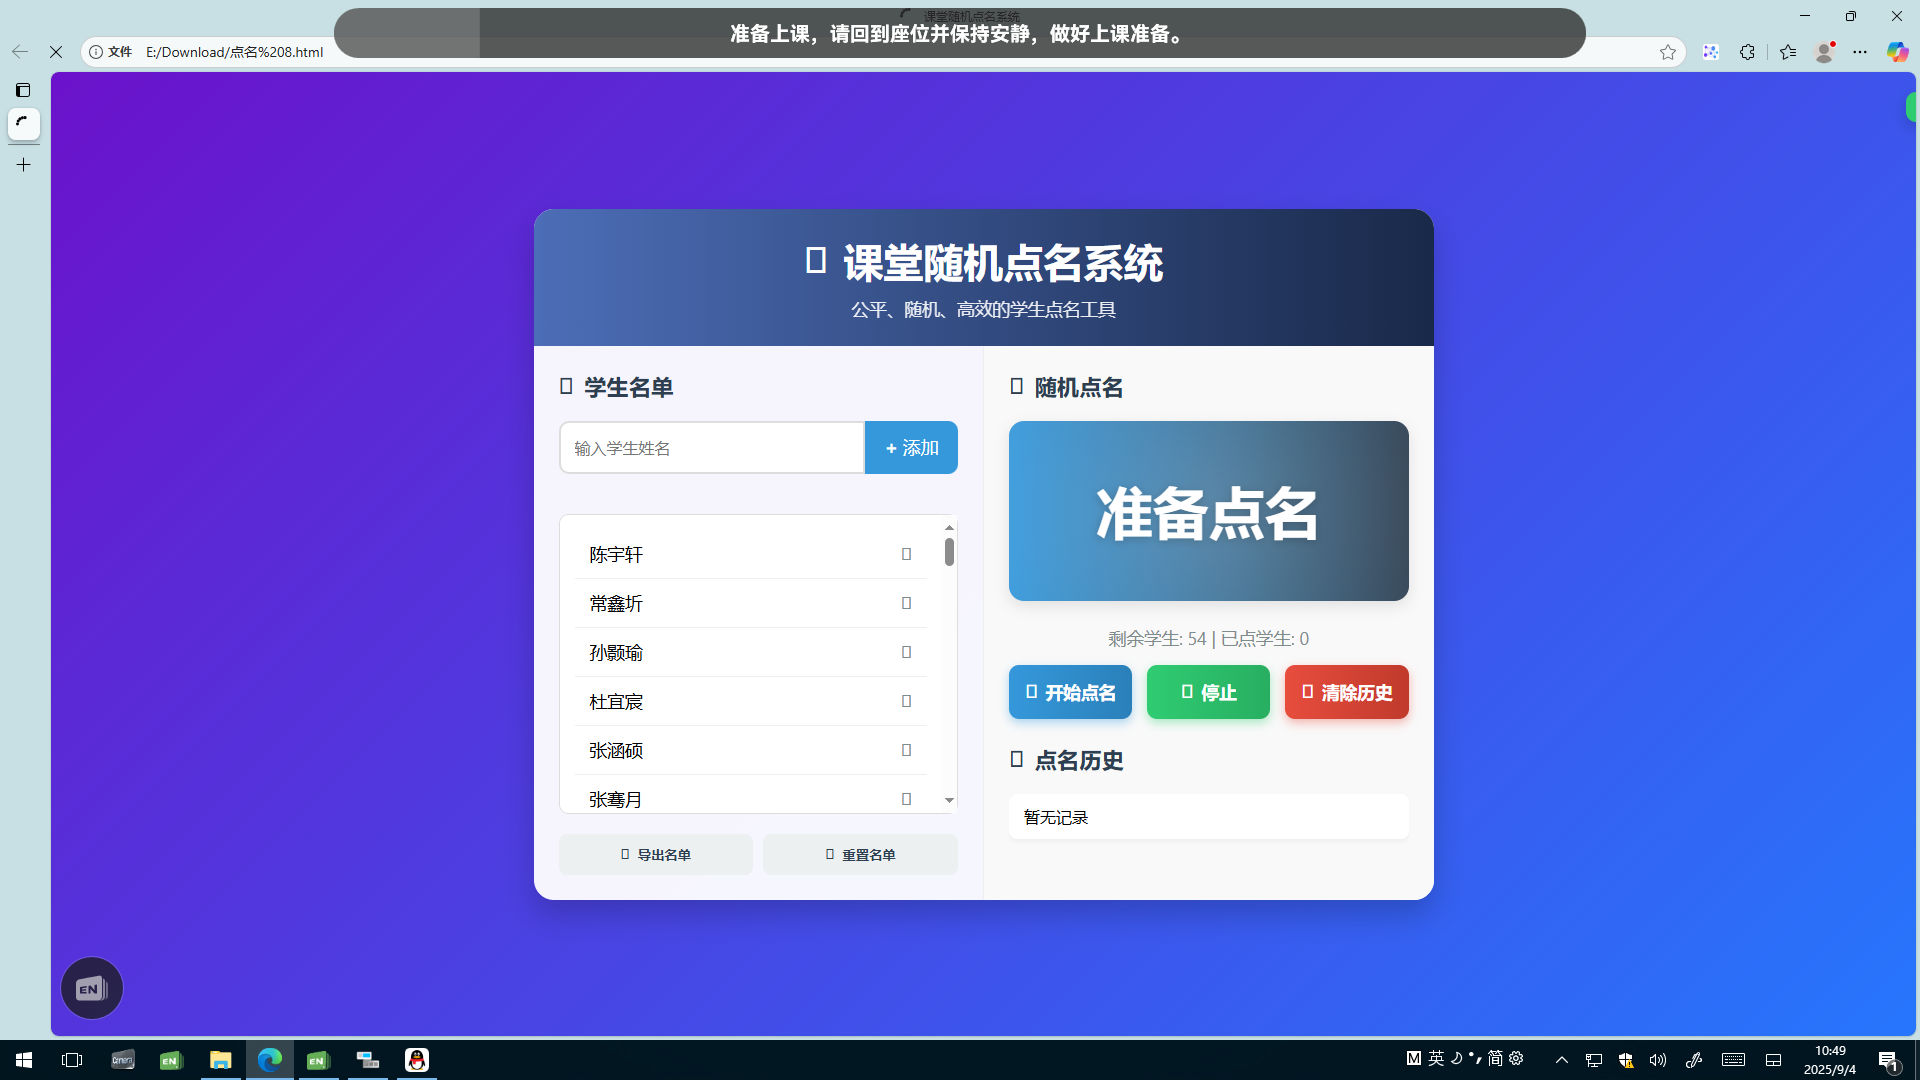 课堂随机点名系统
准备上课，请回到座位并保持安静，做好上课准备。
文件 E:/Download/点名%208.html
课堂随机点名系统
公平、随机、高效的学生点名工具
学生名单
输入学生姓名
+ 添加
陈宇轩
常鑫圻
孙颢瑜
杜宜宸
张涵硕
张骞月
导出名单
重置名单
随机点名
准备点名
剩余学生: 54 | 已点学生: 0
开始点名
停止
清除历史
点名历史
暂无记录
EN
Camera
EN
EN
M 英 简
10:49
2025/9/4
1